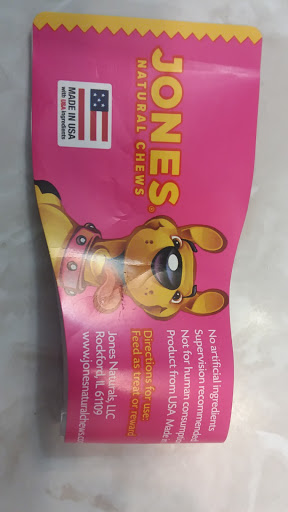 JONES®
NATURAL CHEWS
MADE IN USA
with USA ingredients
No artificial ingredients
Supervision recommended
Not for human
Product from USA. Made
Directions for use:
Feed as treat or reward
Jones Naturals, LLC
Rockford, IL 61109